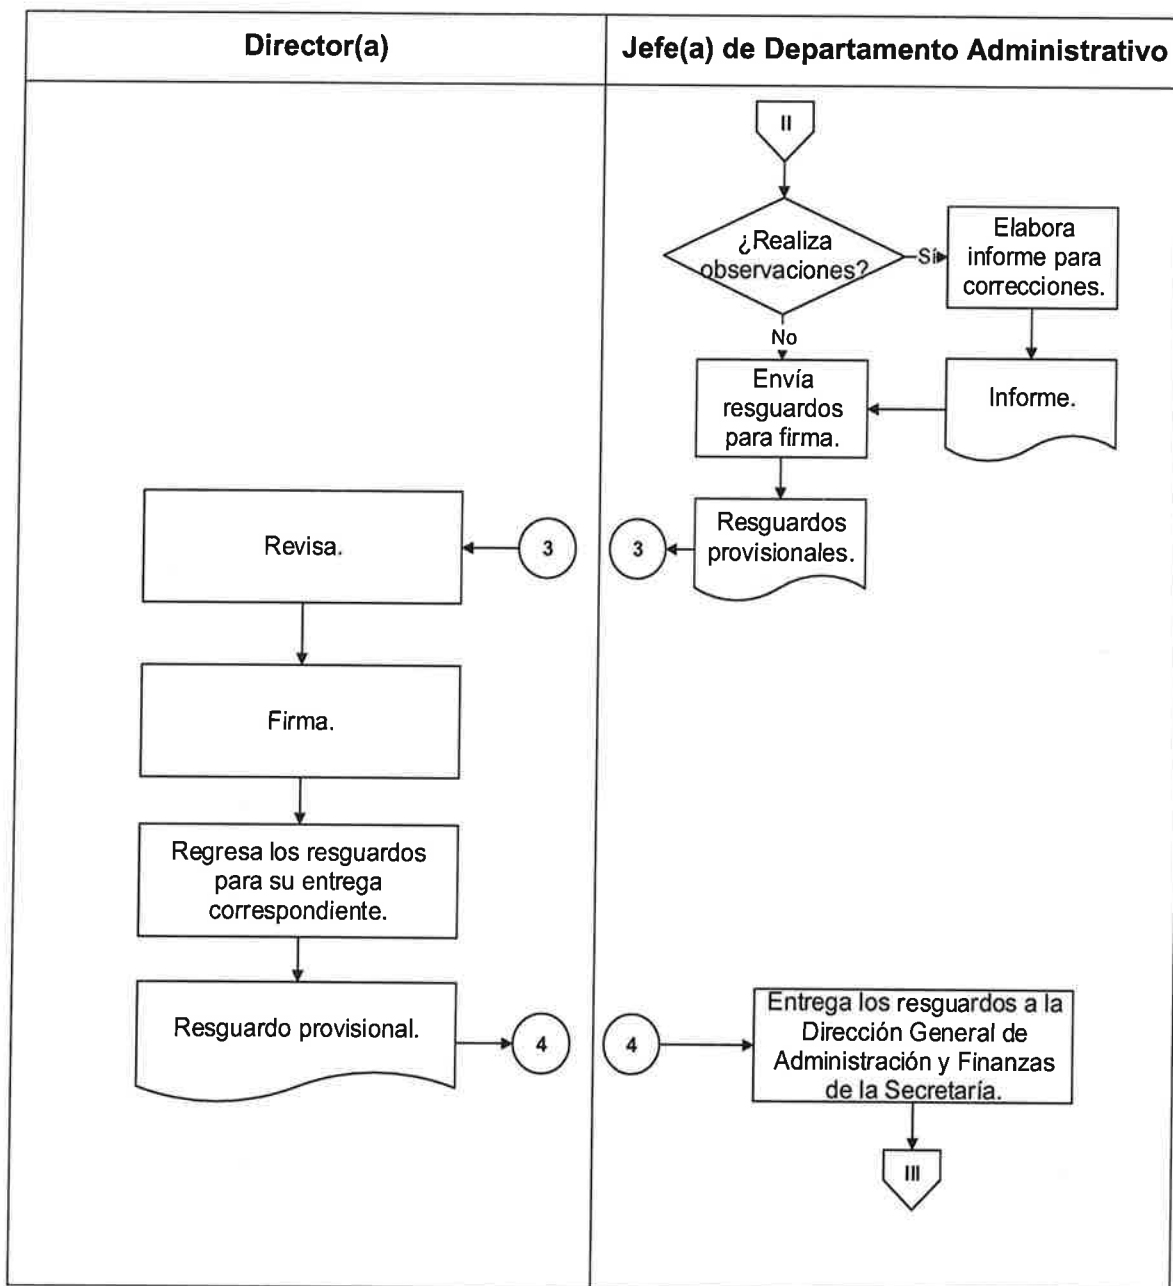 Director(a)
Jefe(a) de Departamento Administrativo
II
¿Realiza
observaciones?
Sí
Elabora
informe para
correcciones.
No
Envía
resguardos
para firma.
Informe.
Resguardos
provisionales.
3
3
Revisa.
Firma.
Regresa los resguardos
para su entrega
correspondiente.
Resguardo provisional.
4
4
Entrega los resguardos a la
Dirección General de
Administración y Finanzas
de la Secretaría.
III